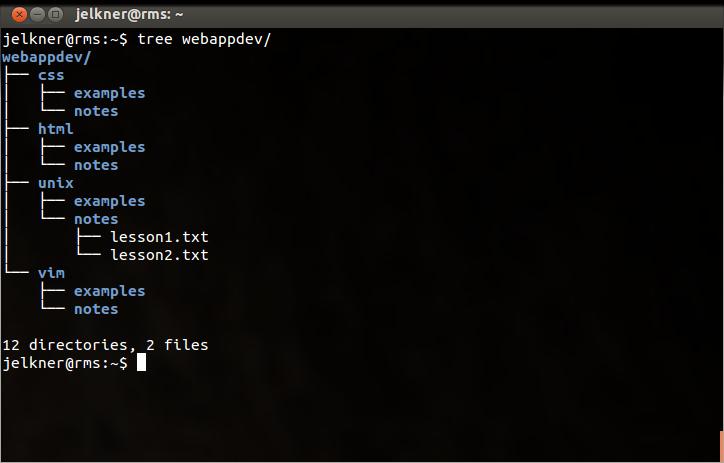 jelkner@rms: ~
jelkner@rms:~$ tree webappdev/
webappdev/
├── css
│   ├── examples
│   └── notes
├── html
│   ├── examples
│   └── notes
├── unix
│   ├── examples
│   └── notes
│       ├── lesson1.txt
│       └── lesson2.txt
└── vim
    ├── examples
    └── notes
12 directories, 2 files
jelkner@rms:~$